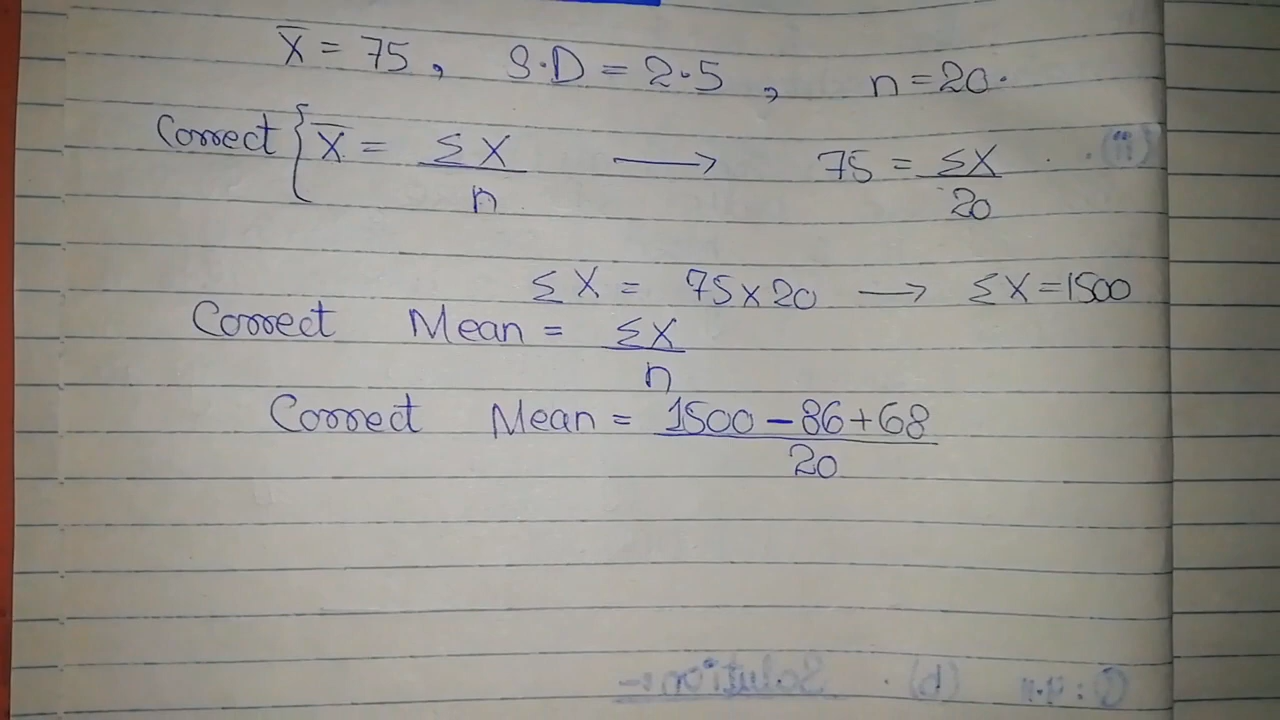 X̄ = 75, S.D = 2.5, n = 20.
Correct { X̄ = ΣX / n → 75 = ΣX / 20
ΣX = 75 x 20 → ΣX = 1500
Correct Mean = ΣX / n
Correct Mean = 1500 - 86 + 68 / 20
(b). Solution:-